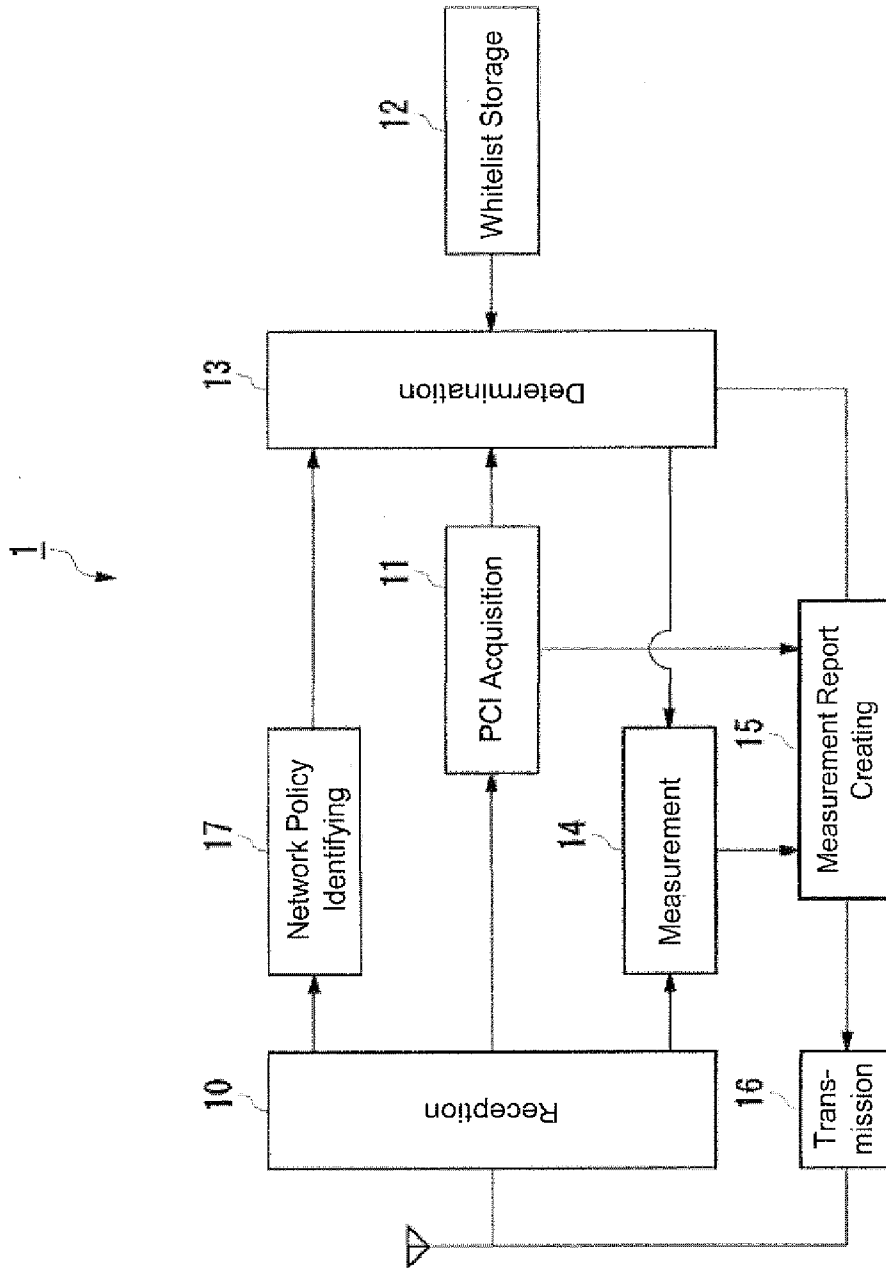 1
10
Reception
17
Network Policy
Identifying
11
PCI Acquisition
13
Determination
12
Whitelist Storage
14
Measurement
15
Measurement Report
Creating
16
Trans-
mission